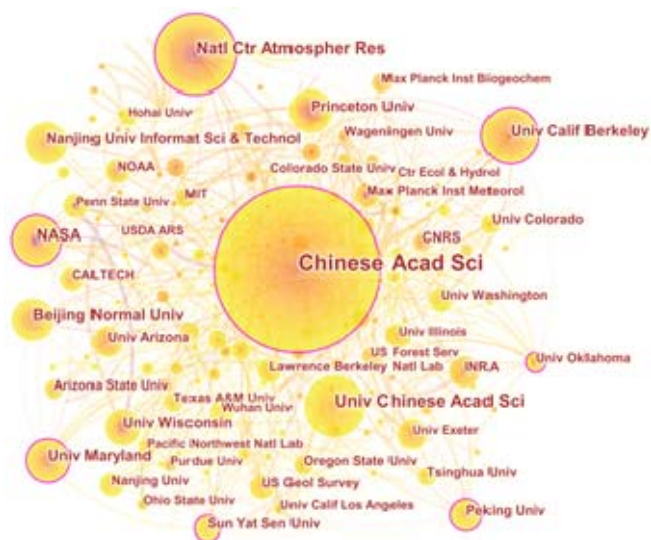 Natl Ctr Atmospher Res
Max Planck Inst Biogeochem
Hohai Univ
Princeton Univ
Nanjing Univ Informat Sci & Technol
Wageningen Univ
Univ Calif Berkeley
NOAA
Colorado State Univ
Ctr Ecol & Hydrol
Penn State Univ
MIT
Max Planck Inst Meteorol
Univ Colorado
NASA
USDA ARS
CNRS
Chinese Acad Sci
CALTECH
Univ Washington
Beijing Normal Univ
Univ Arizona
Univ Illinois
US Forest Serv
Univ Oklahoma
Lawrence Berkeley Natl Lab
INRA
Arizona State Univ
Texas A&M Univ
Wuhan Univ
Univ Chinese Acad Sci
Univ Wisconsin
Univ Exeter
Pacific Northwest Natl Lab
Univ Maryland
Purdue Univ
Oregon State Univ
Tsinghua Univ
Nanjing Univ
US Geol Survey
Ohio State Univ
Univ Calif Los Angeles
Peking Univ
Sun Yat Sen Univ